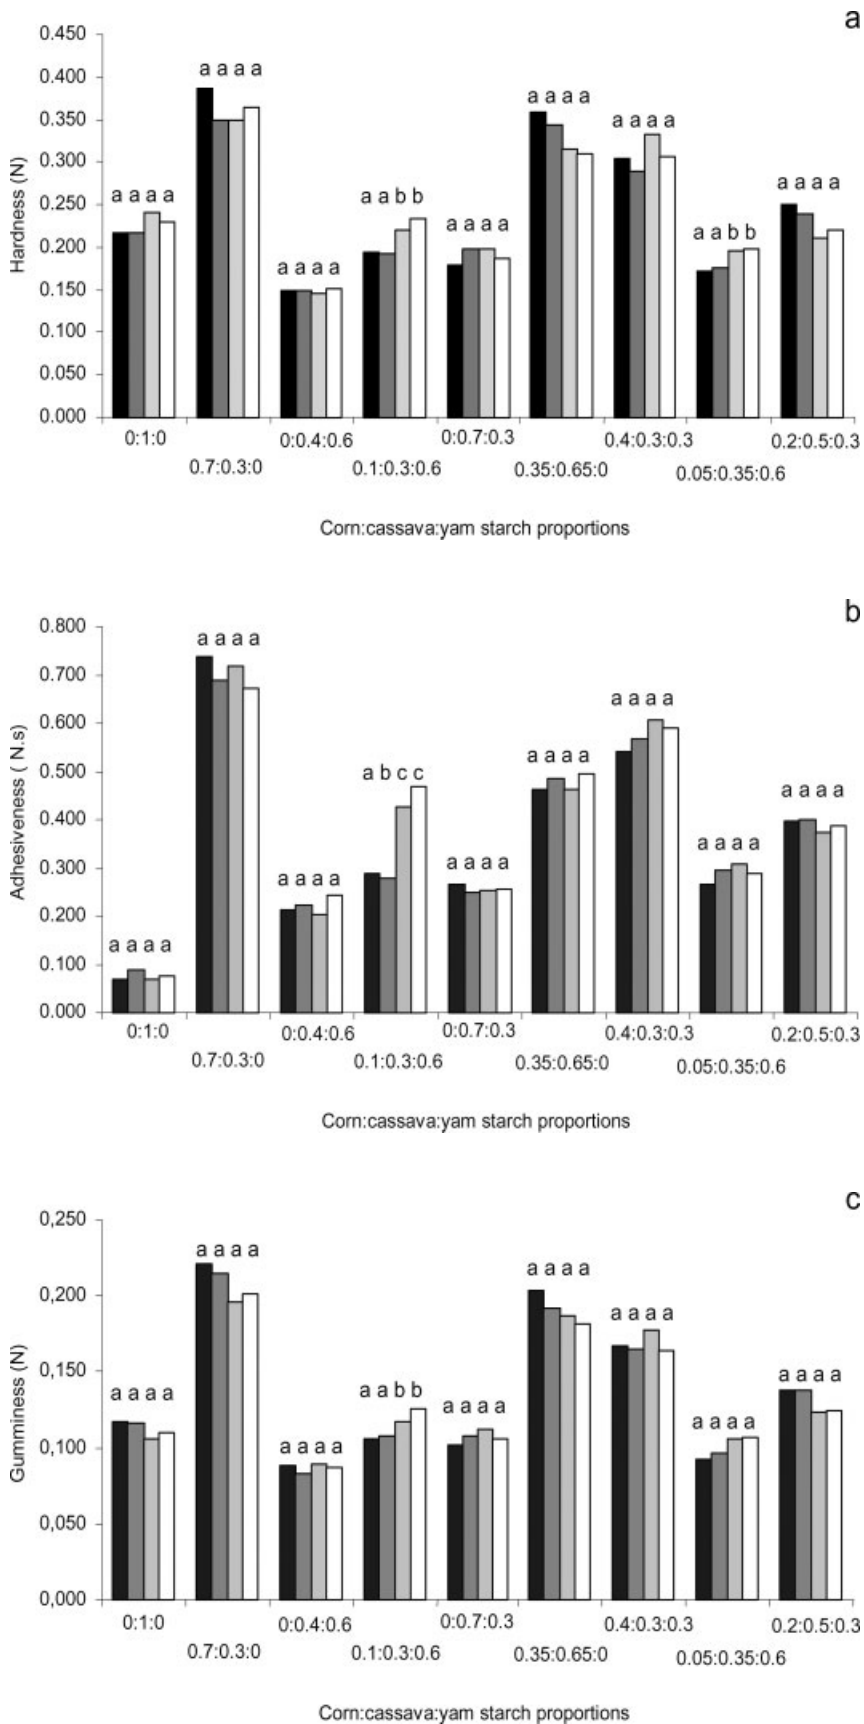 a
0.450
0.400
0.350
0.300
0.250
0.200
0.150
0.100
0.050
0.000
Hardness (N)
a a a a
a a a a
a a a a
a a b b
a a a a
a a a a
a a a a
a a b b
a a a a
0:1:0
0.7:0.3:0
0:0.4:0.6
0.1:0.3:0.6
0:0.7:0.3
0.35:0.65:0
0.4:0.3:0.3
0.05:0.35:0.6
0.2:0.5:0.3
Corn:cassava:yam starch proportions
b
0.800
0.700
0.600
0.500
0.400
0.300
0.200
0.100
0.000
Adhesiveness ( N.s)
a a a a
a a a a
a a a a
a b c c
a a a a
a a a a
a a a a
a a a a
a a a a
0:1:0
0.7:0.3:0
0:0.4:0.6
0.1:0.3:0.6
0:0.7:0.3
0.35:0.65:0
0.4:0.3:0.3
0.05:0.35:0.6
0.2:0.5:0.3
Corn:cassava:yam starch proportions
c
0,250
0,200
0,150
0,100
0,050
0,000
Gumminess (N)
a a a a
a a a a
a a a a
a a b b
a a a a
a a a a
a a a a
a a a a
a a a a
0:1:0
0.7:0.3:0
0:0.4:0.6
0.1:0.3:0.6
0:0.7:0.3
0.35:0.65:0
0.4:0.3:0.3
0.05:0.35:0.6
0.2:0.5:0.3
Corn:cassava:yam starch proportions